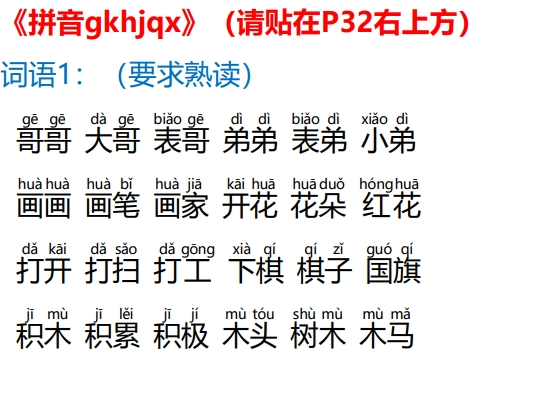 《拼音gkhjqx》（请贴在P32右上方）
词语1：（要求熟读）
gē gē dà gē biǎo gē dì dì biǎo dì xiǎo dì
哥哥 大哥 表哥 弟弟 表弟 小弟
huà huà huà bǐ huà jiā kāi huā huā duǒ hóng huā
画画 画笔 画家 开花 花朵 红花
dǎ kāi dǎ sǎo dǎ gōng xià qí qí zǐ guó qí
打开 打扫 打工 下棋 棋子 国旗
jī mù jī lěi jī jí mù tóu shù mù mù mǎ
积木 积累 积极 木头 树木 木马